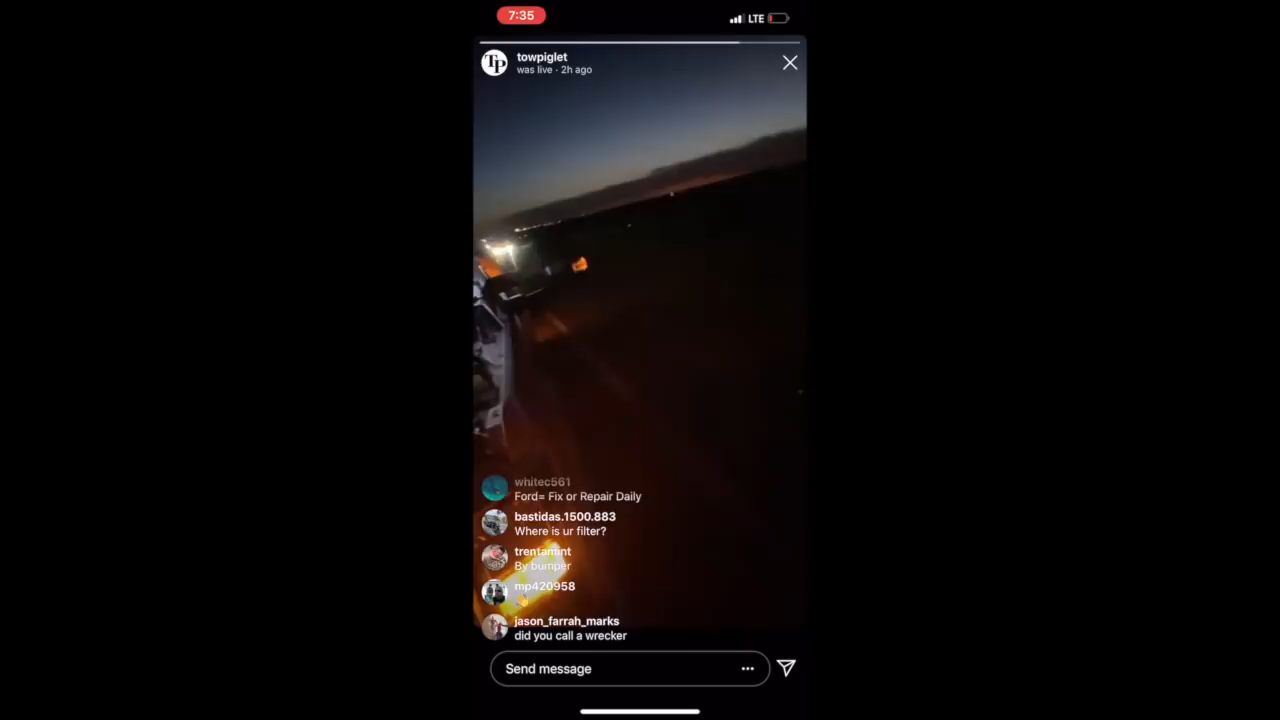 7:35
LTE
TP
towpiglet
was live · 2h ago
whitec561
Ford= Fix or Repair Daily
bastidas.1500.883
Where is ur filter?
trentamint
By bumper
mp420958
jason_farrah_marks
did you call a wrecker
Send message